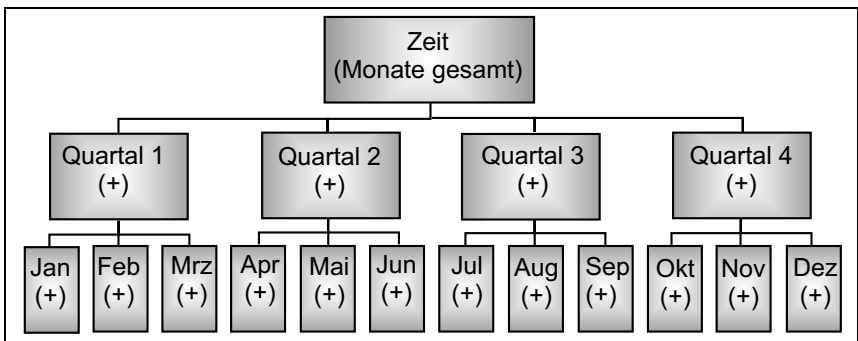 Zeit
(Monate gesamt)
Quartal 1
(+)
Quartal 2
(+)
Quartal 3
(+)
Quartal 4
(+)
Jan
(+)
Feb
(+)
Mrz
(+)
Apr
(+)
Mai
(+)
Jun
(+)
Jul
(+)
Aug
(+)
Sep
(+)
Okt
(+)
Nov
(+)
Dez
(+)